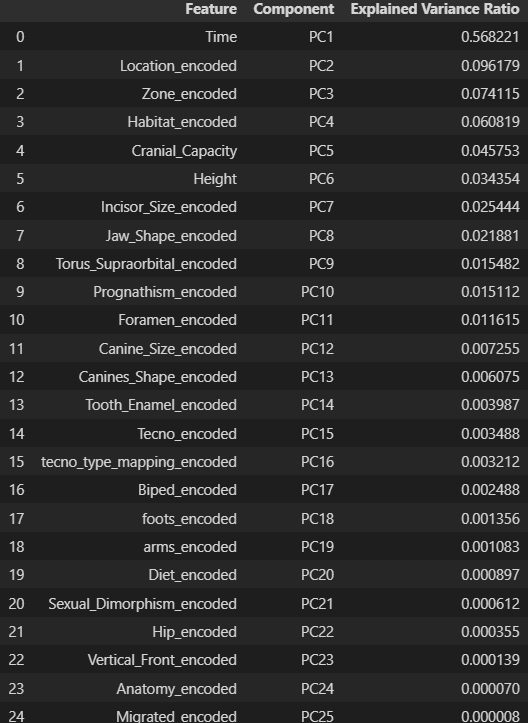 Feature Component Explained Variance Ratio
0 Time PC1 0.568221
1 Location_encoded PC2 0.096179
2 Zone_encoded PC3 0.074115
3 Habitat_encoded PC4 0.060819
4 Cranial_Capacity PC5 0.045753
5 Height PC6 0.034354
6 Incisor_Size_encoded PC7 0.025444
7 Jaw_Shape_encoded PC8 0.021881
8 Torus_Supraorbital_encoded PC9 0.015482
9 Prognathism_encoded PC10 0.015112
10 Foramen_encoded PC11 0.011615
11 Canine_Size_encoded PC12 0.007255
12 Canines_Shape_encoded PC13 0.006075
13 Tooth_Enamel_encoded PC14 0.003987
14 Tecno_encoded PC15 0.003488
15 tecno_type_mapping_encoded PC16 0.003212
16 Biped_encoded PC17 0.002488
17 foots_encoded PC18 0.001356
18 arms_encoded PC19 0.001083
19 Diet_encoded PC20 0.000897
20 Sexual_Dimorphism_encoded PC21 0.000612
21 Hip_encoded PC22 0.000355
22 Vertical_Front_encoded PC23 0.000139
23 Anatomy_encoded PC24 0.000070
24 Migrated_encoded PC25 0.000008